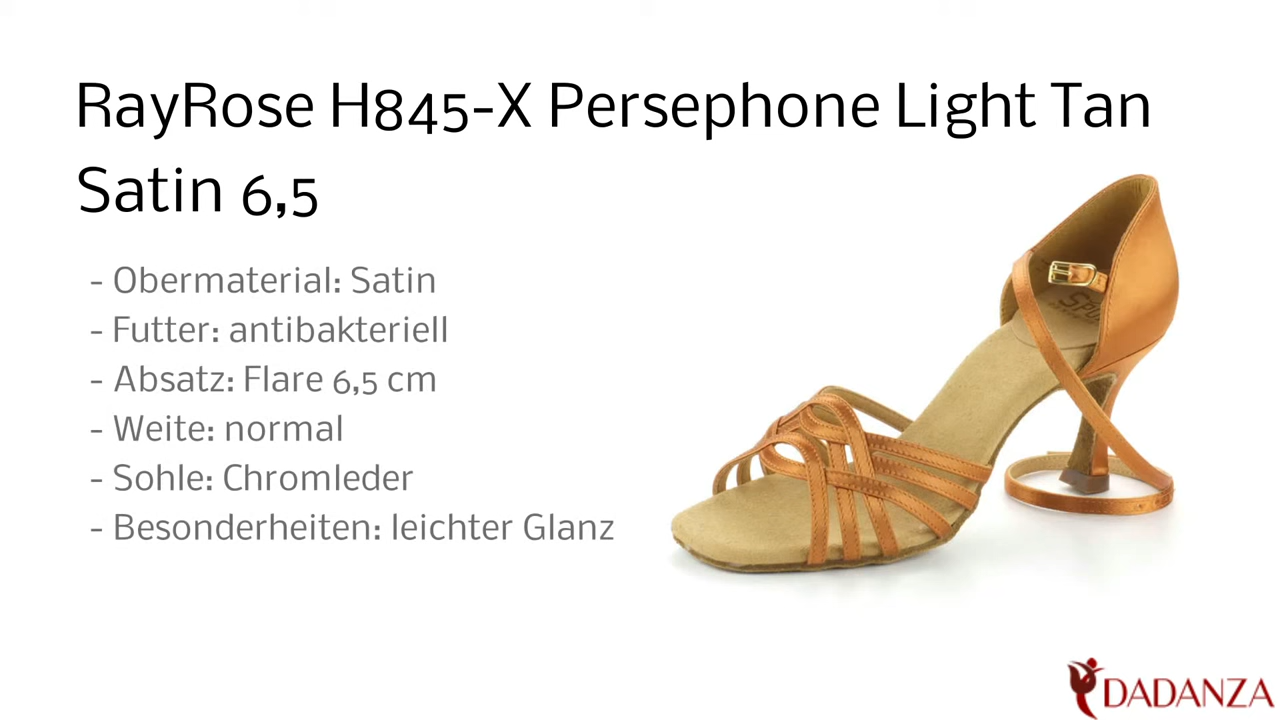 RayRose H845-X Persephone Light Tan
Satin 6,5
- Obermaterial: Satin
- Futter: antibakteriell
- Absatz: Flare 6,5 cm
- Weite: normal
- Sohle: Chromleder
- Besonderheiten: leichter Glanz
DADANZA